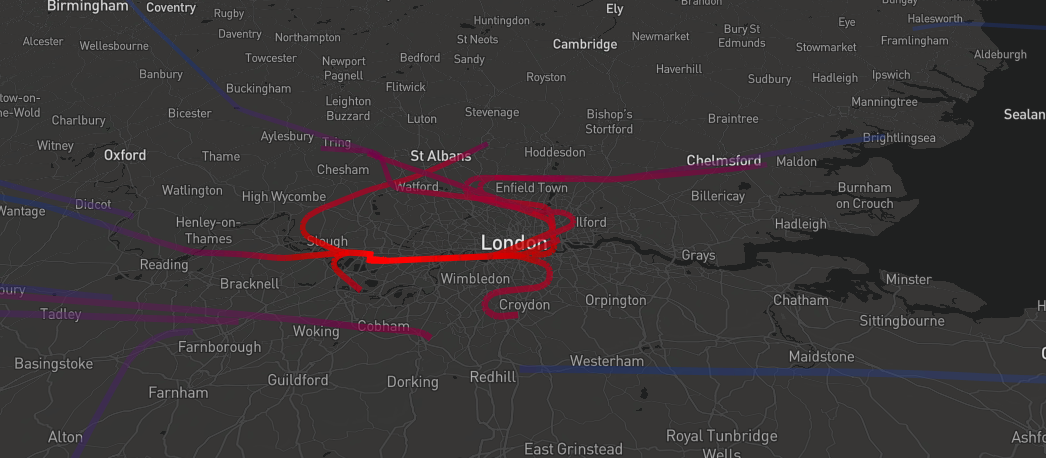 Birmingham
Coventry
Rugby
Huntingdon
Ely
Brandon
Bungay
Halesworth
Eye
Alcester
Wellesbourne
Daventry
Northampton
St Neots
Cambridge
Newmarket
Bury St
Edmunds
Stowmarket
Framlingham
Aldeburgh
Banbury
Towcester
Newport
Pagnell
Bedford
Sandy
Royston
Haverhill
Sudbury
Hadleigh
Ipswich
tow-on-
he-Wold
Charlbury
Bicester
Buckingham
Leighton
Buzzard
Flitwick
Luton
Stevenage
Bishop's
Stortford
Braintree
Manningtree
Sealan
Witney
Oxford
Thame
Aylesbury
Tring
Chesham
St Albans
Hoddesdon
Chelmsford
Maldon
Brightlingsea
Wantage
Didcot
Watlington
High Wycombe
Watford
Enfield Town
Billericay
Burnham
on Crouch
Henley-on-
Thames
Slough
London
Ilford
Hadleigh
Reading
Bracknell
Wimbledon
Grays
Minster
bury
Tadley
Woking
Cobham
Croydon
Orpington
Chatham
Sittingbourne
H
Basingstoke
Farnborough
Guildford
Dorking
Redhill
Westerham
Maidstone
Farnham
Alton
East Grinstead
Royal Tunbridge
Wells
Ashfo